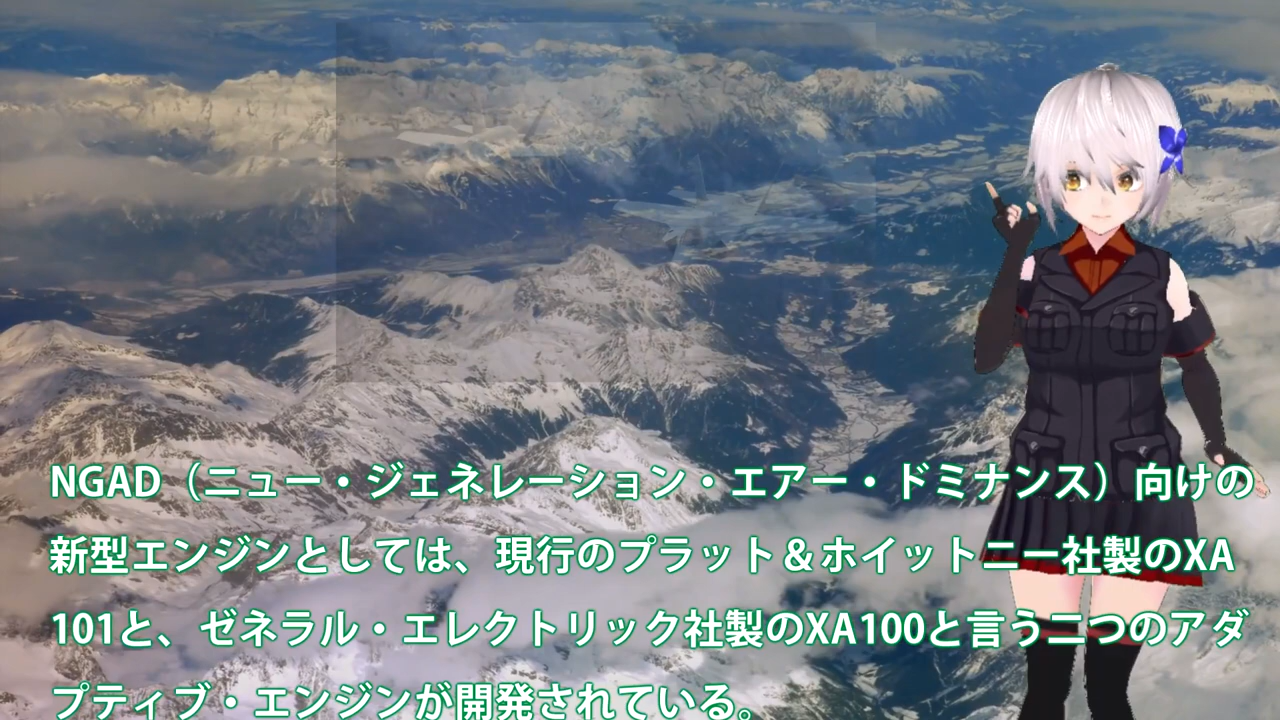 NGAD（ニュー・ジェネレーション・エアー・ドミナンス）向けの
新型エンジンとしては、現行のプラット＆ホイットニー社製のXA
101と、ゼネラル・エレクトリック社製のXA100と言う二つのアダ
プティブ・エンジンが開発されている。